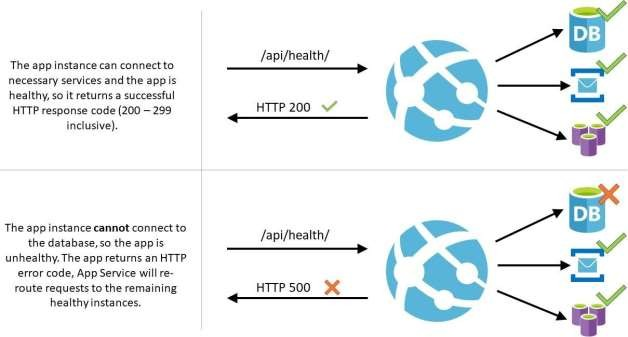 The app instance can connect to
necessary services and the app is
healthy, so it returns a successful
HTTP response code (200 – 299
inclusive).
/api/health/
HTTP 200
DB
The app instance cannot connect to
the database, so the app is
unhealthy. The app returns an HTTP
error code, App Service will re-
route requests to the remaining
healthy instances.
/api/health/
HTTP 500
DB